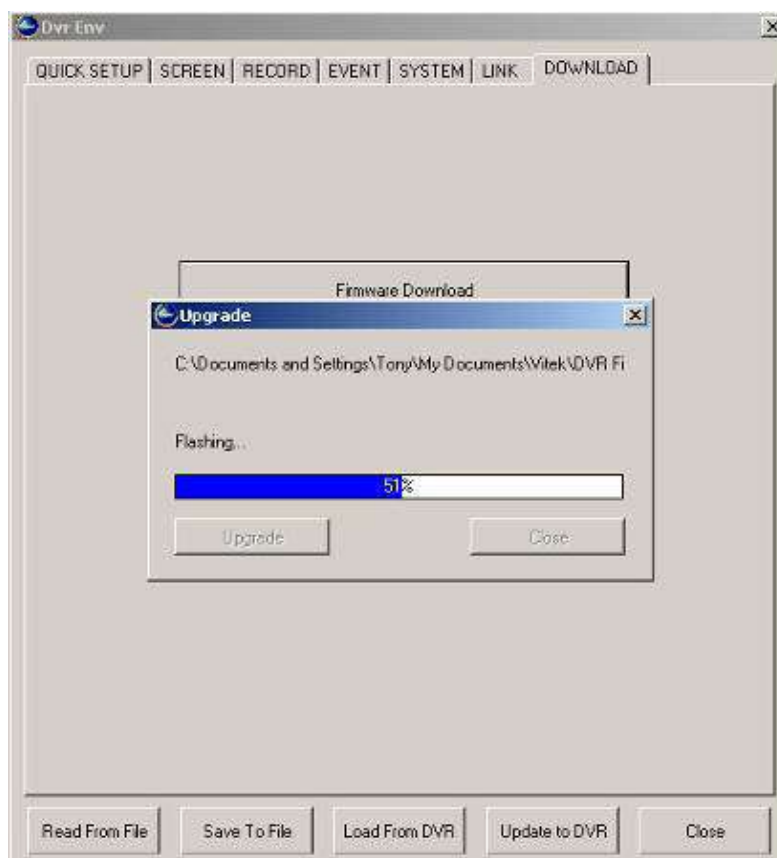 Dvr Env
QUICK SETUP SCREEN RECORD EVENT SYSTEM LINK DOWNLOAD
Firmware Download
Upgrade
C:\Documents and Settings\Tony\My Documents\Vitek\DVR Fi
Flashing...
51%
Upgrade Close
Read From File Save To File Load From DVR Update to DVR Close